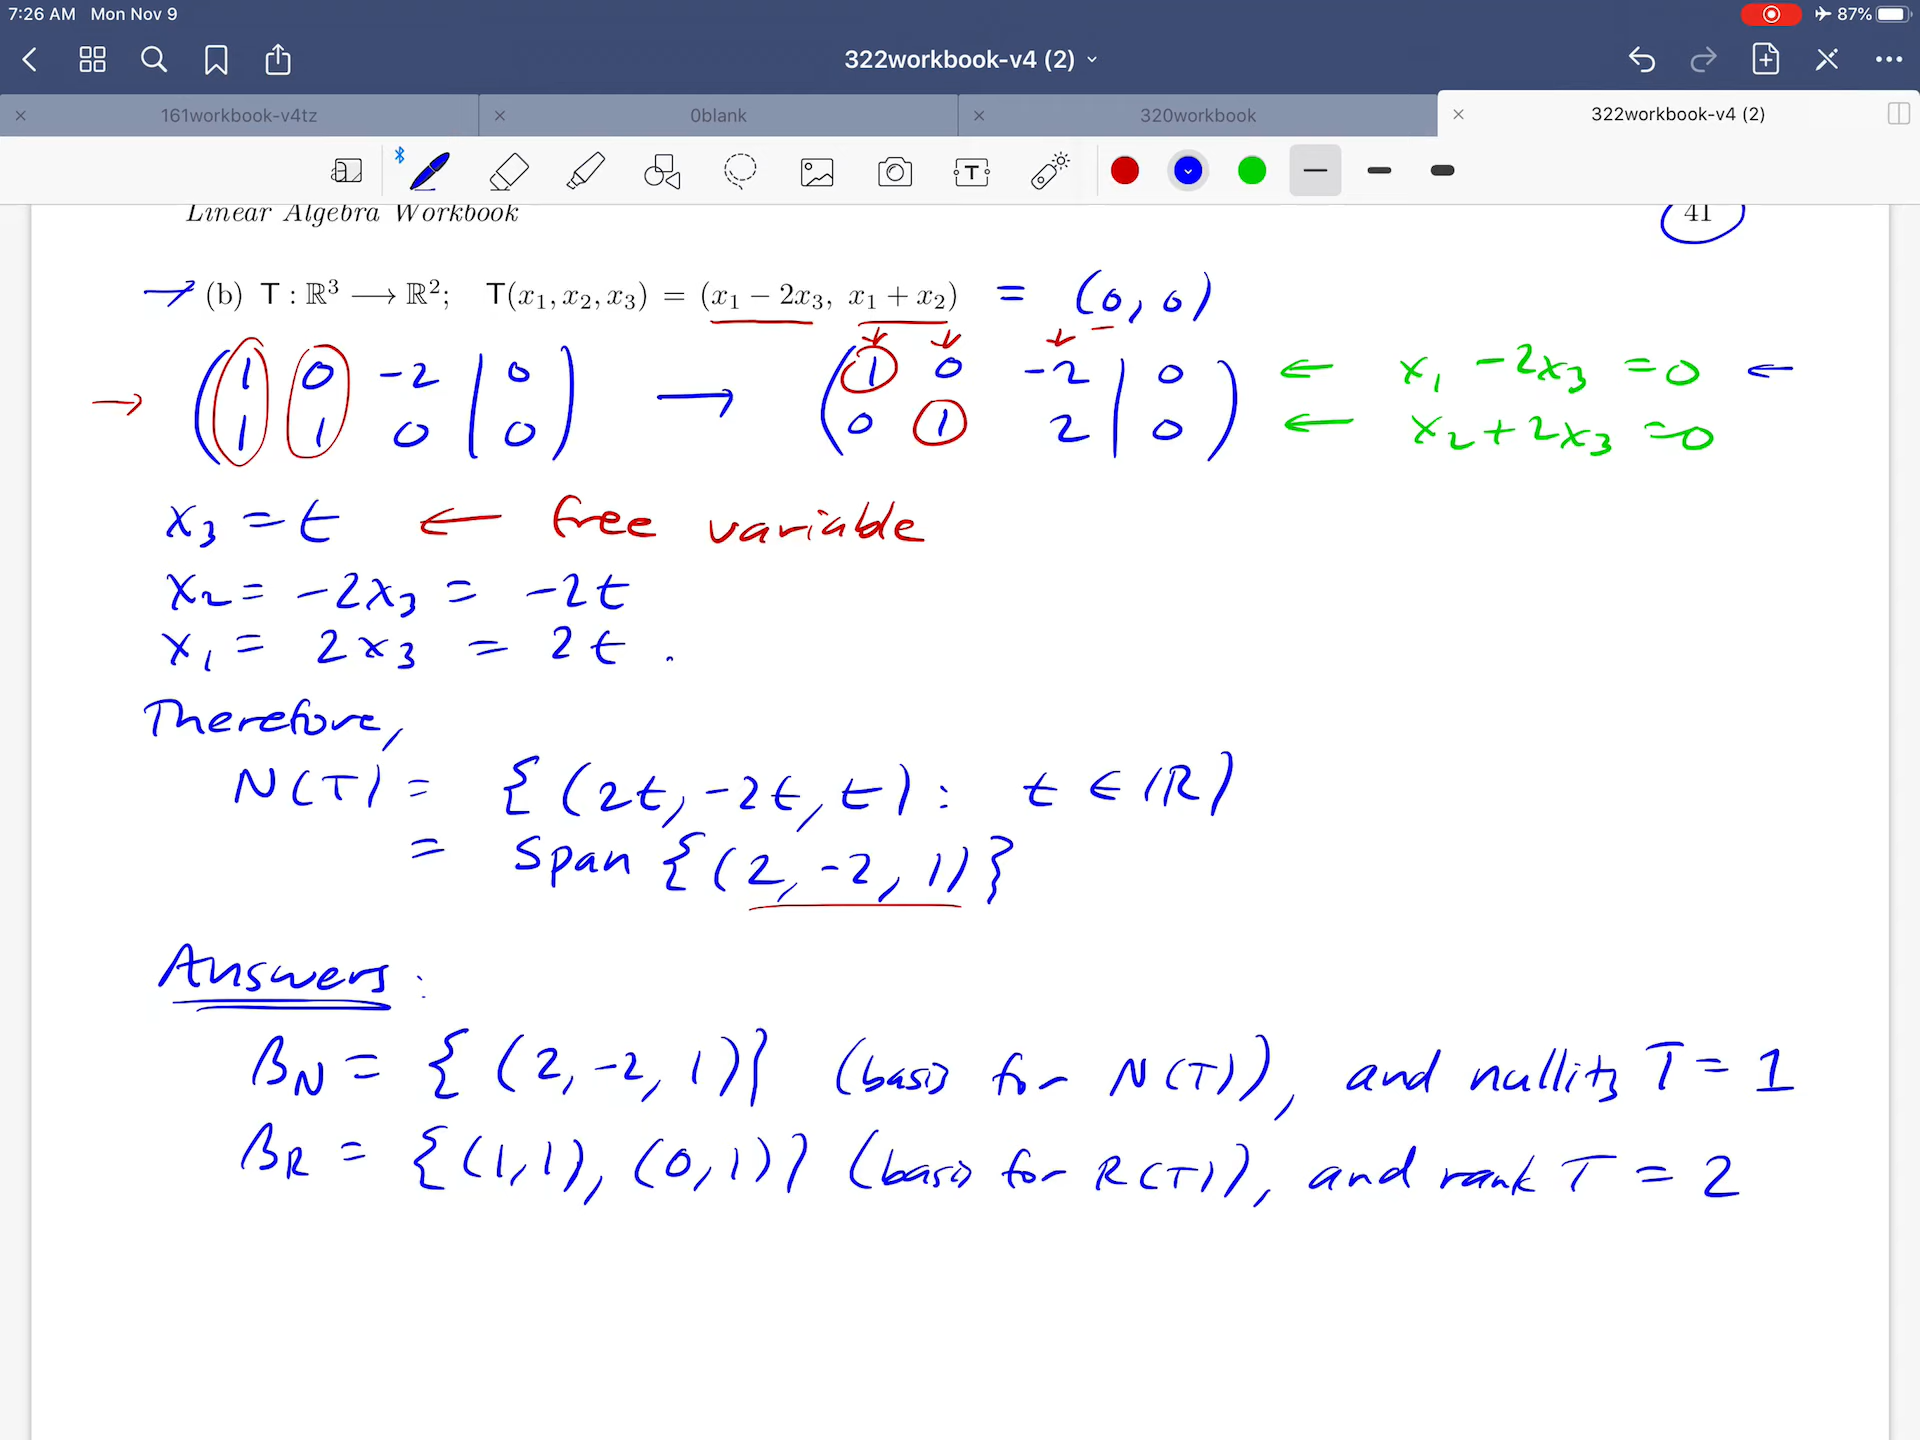 7:26 AM Mon Nov 9 87%
322workbook-v4 (2)
161workbook-v4tz 0blank 320workbook 322workbook-v4 (2)
Linear Algebra Workbook 41
→ (b) T : ℝ³ ⟶ ℝ²; T(x₁, x₂, x₃) = (x₁ − 2x₃, x₁ + x₂) = (0, 0)
→ ( 1 0 -2 | 0 ) → ( 1 0 -2 | 0 ) ← x₁ - 2x₃ = 0 ←
( 1 1 0 | 0 ) ( 0 1 2 | 0 ) ← x₂ + 2x₃ = 0
x₃ = t ← free variable
x₂ = -2x₃ = -2t
x₁ = 2x₃ = 2t .
Therefore,
N(T) = { (2t, -2t, t) : t ∈ ℝ }
= Span { (2, -2, 1) }
Answers :
β_N = { (2, -2, 1) } (basis for N(T)), and nullity T = 1
β_R = { (1,1), (0,1) } (basis for R(T)), and rank T = 2